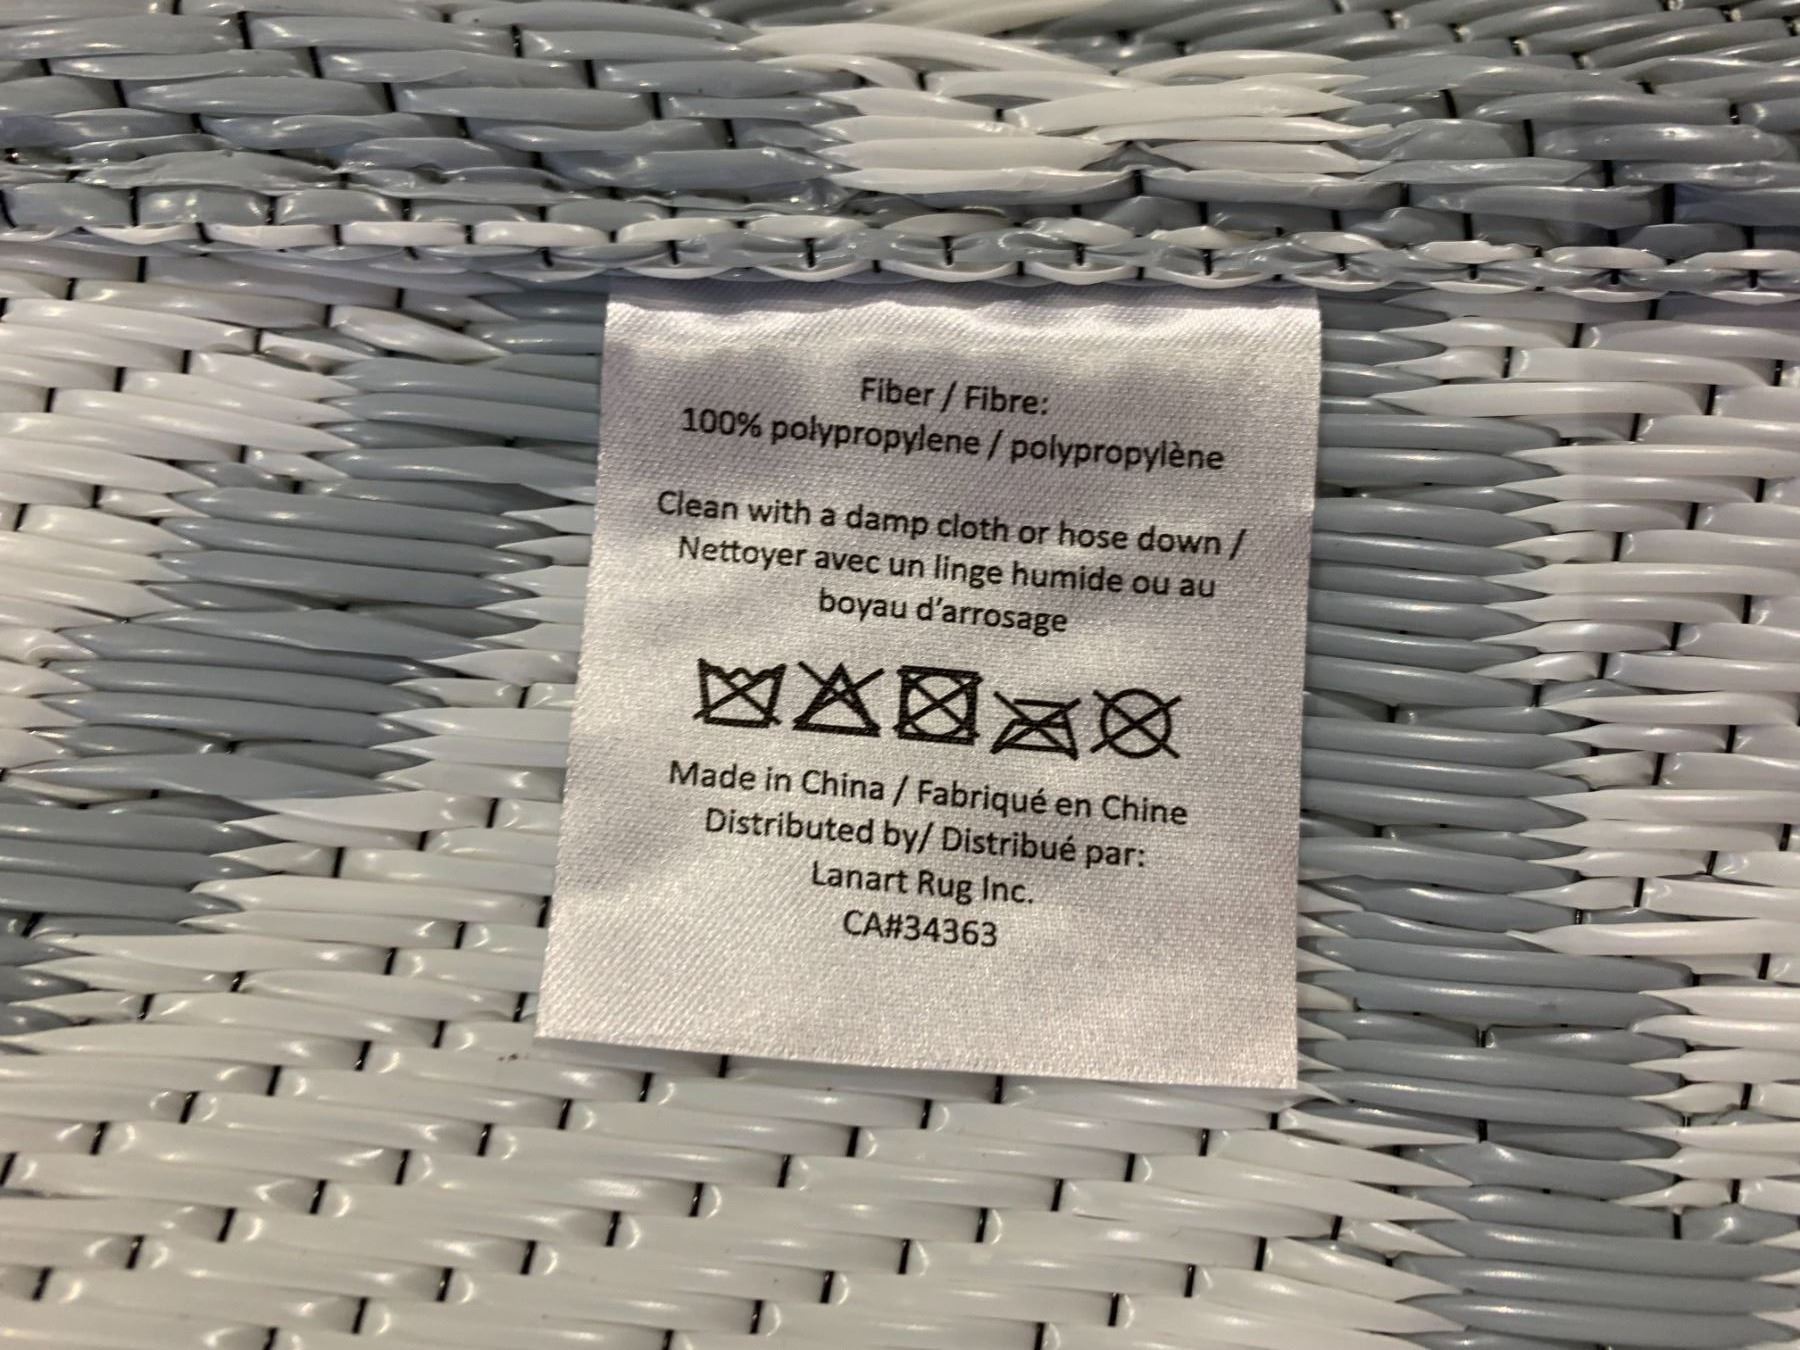 Fiber / Fibre:
100% polypropylene / polypropylène
Clean with a damp cloth or hose down /
Nettoyer avec un linge humide ou au
boyau d'arrosage
Made in China / Fabriqué en Chine
Distributed by/ Distribué par:
Lanart Rug Inc.
CA#34363